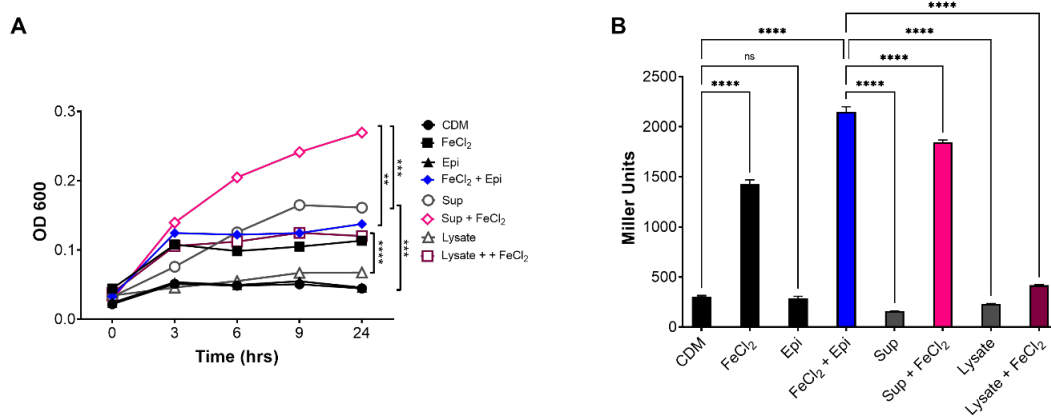 A
OD 600
0.3
0.2
0.1
0.0
0
3
6
9
24
Time (hrs)
CDM
FeCl₂
Epi
FeCl₂ + Epi
Sup
Sup + FeCl₂
Lysate
Lysate + + FeCl₂
**
***
****
***
B
Miller Units
2500
2000
1500
1000
500
0
****
****
****
ns
****
****
****
CDM
FeCl₂
Epi
FeCl₂ + Epi
Sup
Sup + FeCl₂
Lysate
Lysate + FeCl₂